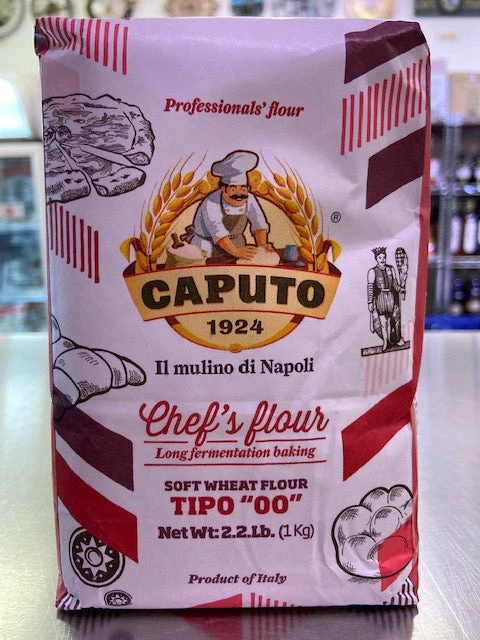 Professionals' flour
®
CAPUTO
1924
Il mulino di Napoli
Chef's flour
Long fermentation baking
SOFT WHEAT FLOUR
TIPO "00"
Net Wt: 2.2.Lb. (1 Kg)
Product of Italy